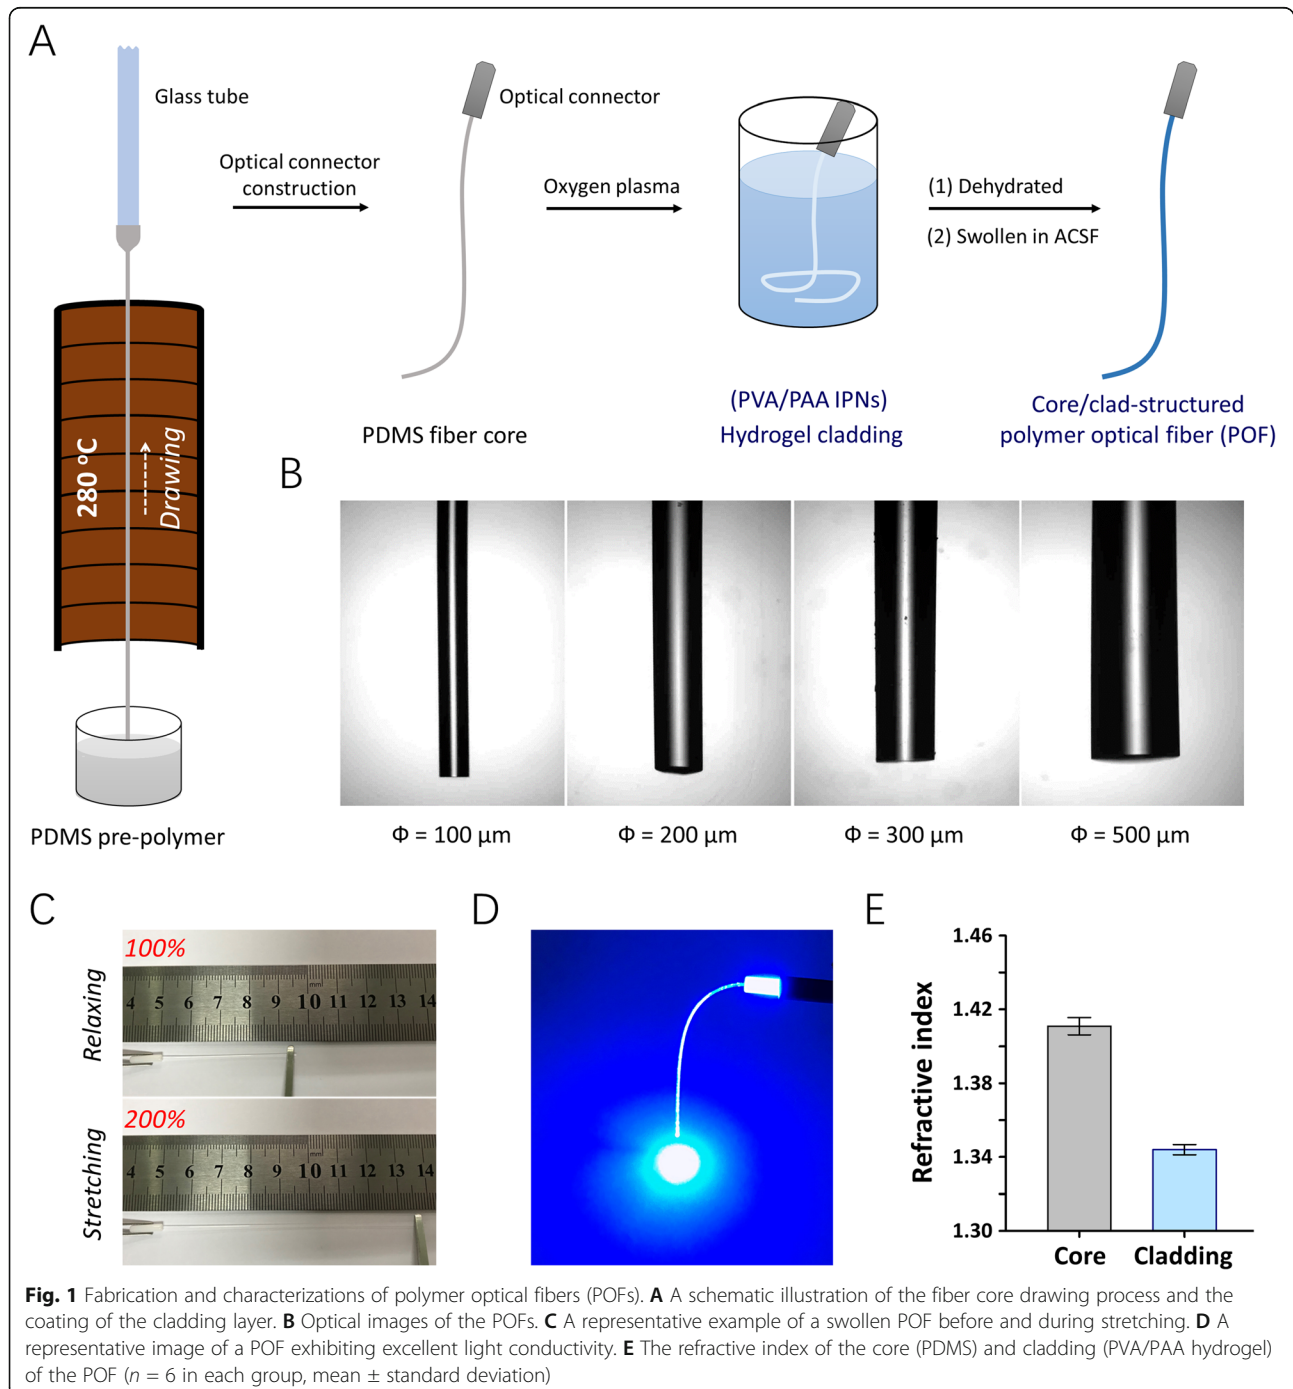 A
Glass tube
Optical connector
construction
Optical connector
Oxygen plasma
(1) Dehydrated
(2) Swollen in ACSF
280 °C
Drawing
PDMS fiber core
(PVA/PAA IPNs)
Hydrogel cladding
Core/clad-structured
polymer optical fiber (POF)
PDMS pre-polymer
B
Φ = 100 μm
Φ = 200 μm
Φ = 300 μm
Φ = 500 μm
C
Relaxing
100%
mm
4 5 6 7 8 9 10 11 12 13 14
Stretching
200%
mm
4 5 6 7 8 9 10 11 12 13 14
D
E
Refractive index
1.46
1.42
1.38
1.34
1.30
Core Cladding
Fig. 1 Fabrication and characterizations of polymer optical fibers (POFs). A A schematic illustration of the fiber core drawing process and the
coating of the cladding layer. B Optical images of the POFs. C A representative example of a swollen POF before and during stretching. D A
representative image of a POF exhibiting excellent light conductivity. E The refractive index of the core (PDMS) and cladding (PVA/PAA hydrogel)
of the POF (n = 6 in each group, mean ± standard deviation)